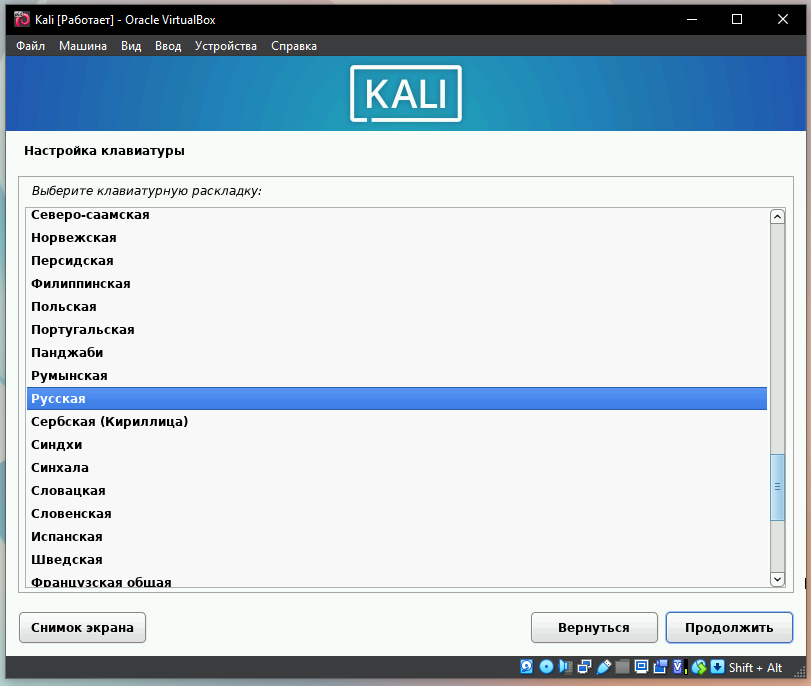 Kali [Работает] - Oracle VirtualBox
Файл Машина Вид Ввод Устройства Справка
KALI
Настройка клавиатуры
Выберите клавиатурную раскладку:
Северо-саамская
Норвежская
Персидская
Филиппинская
Польская
Португальская
Панджаби
Румынская
Русская
Сербская (Кириллица)
Синдхи
Синхала
Словацкая
Словенская
Испанская
Шведская
Французская общая
Снимок экрана Вернуться Продолжить
Shift + Alt